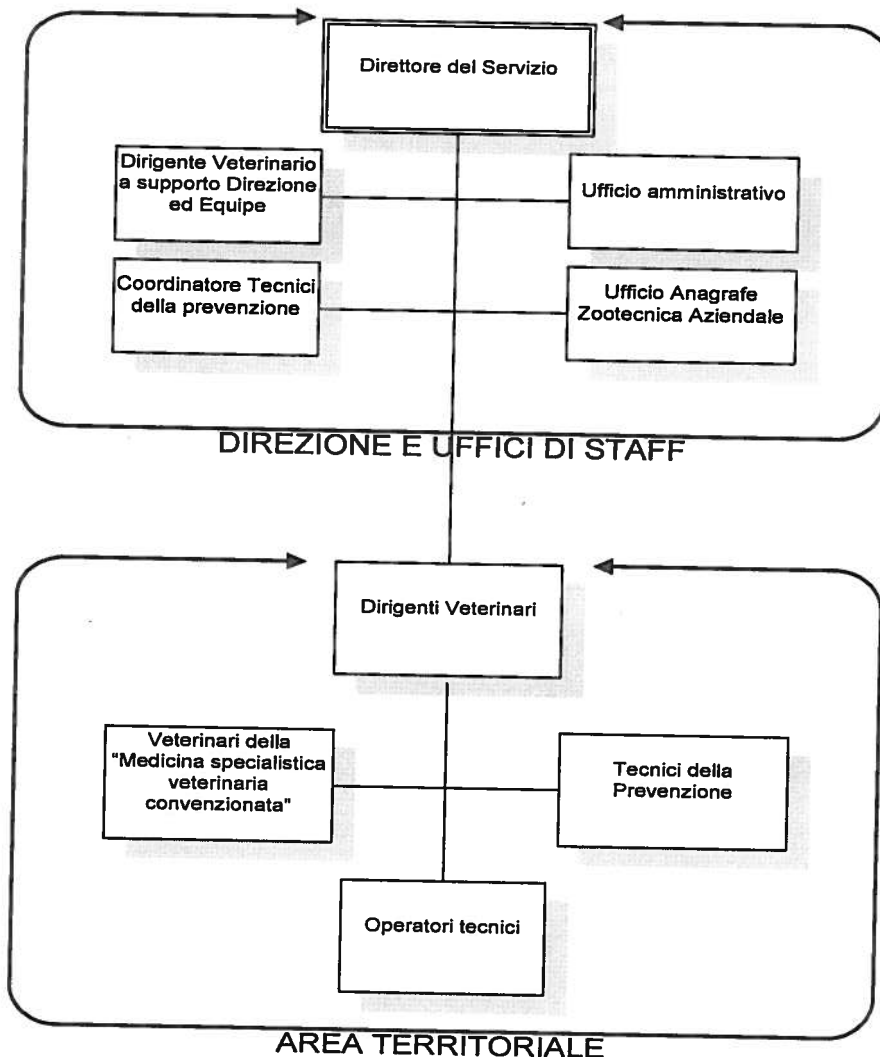 Direttore del Servizio
Dirigente Veterinario
a supporto Direzione
ed Equipe
Ufficio amministrativo
Coordinatore Tecnici
della prevenzione
Ufficio Anagrafe
Zootecnica Aziendale
DIREZIONE E UFFICI DI STAFF
Dirigenti Veterinari
Veterinari della
"Medicina specialistica
veterinaria
convenzionata"
Tecnici della
Prevenzione
Operatori tecnici
AREA TERRITORIALE